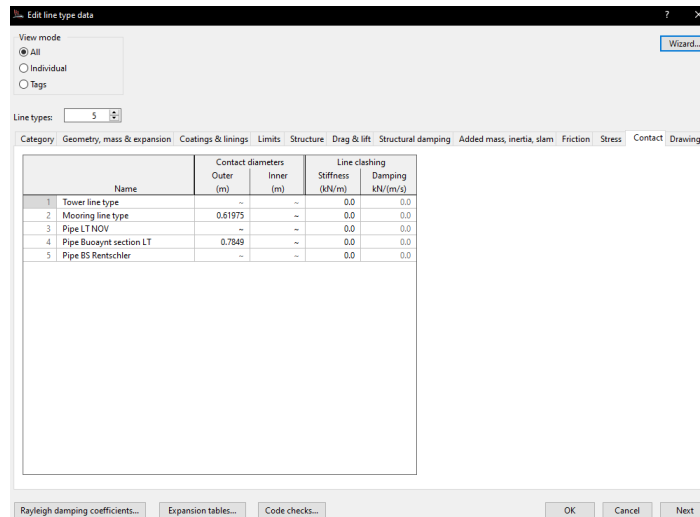 Edit line type data ? ×
View mode
All
Individual
Tags
Wizard...
Line types: 5
Category Geometry, mass & expansion Coatings & linings Limits Structure Drag & lift Structural damping Added mass, inertia, slam Friction Stress Contact Drawing
Contact diameters Line clashing
Outer Inner Stiffness Damping
Name (m) (m) (kN/m) kN/(m/s)
1 Tower line type ~ ~ 0.0 0.0
2 Mooring line type 0.61975 ~ 0.0 0.0
3 Pipe LT NOV ~ ~ 0.0 0.0
4 Pipe Buoaynt section LT 0.7849 ~ 0.0 0.0
5 Pipe BS Rentschler ~ ~ 0.0 0.0
Rayleigh damping coefficients... Expansion tables... Code checks... OK Cancel Next